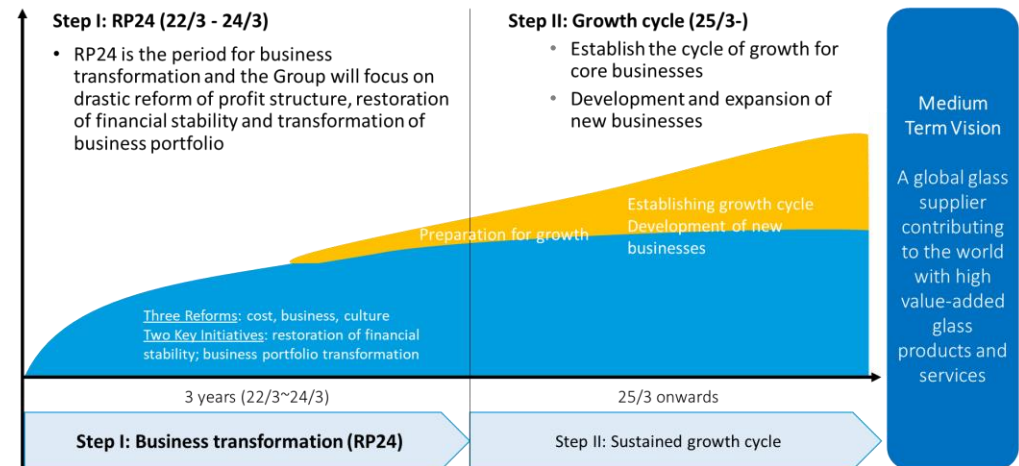 Step I: RP24 (22/3 - 24/3)
• RP24 is the period for business
transformation and the Group will focus on
drastic reform of profit structure, restoration
of financial stability and transformation of
business portfolio
Step II: Growth cycle (25/3-)
• Establish the cycle of growth for
core businesses
• Development and expansion of
new businesses
Preparation for growth
Establishing growth cycle
Development of new
businesses
Three Reforms: cost, business, culture
Two Key Initiatives: restoration of financial
stability; business portfolio transformation
3 years (22/3~24/3)
25/3 onwards
Step I: Business transformation (RP24)
Step II: Sustained growth cycle
Medium
Term Vision
A global glass
supplier
contributing
to the world
with high
value-added
glass
products and
services